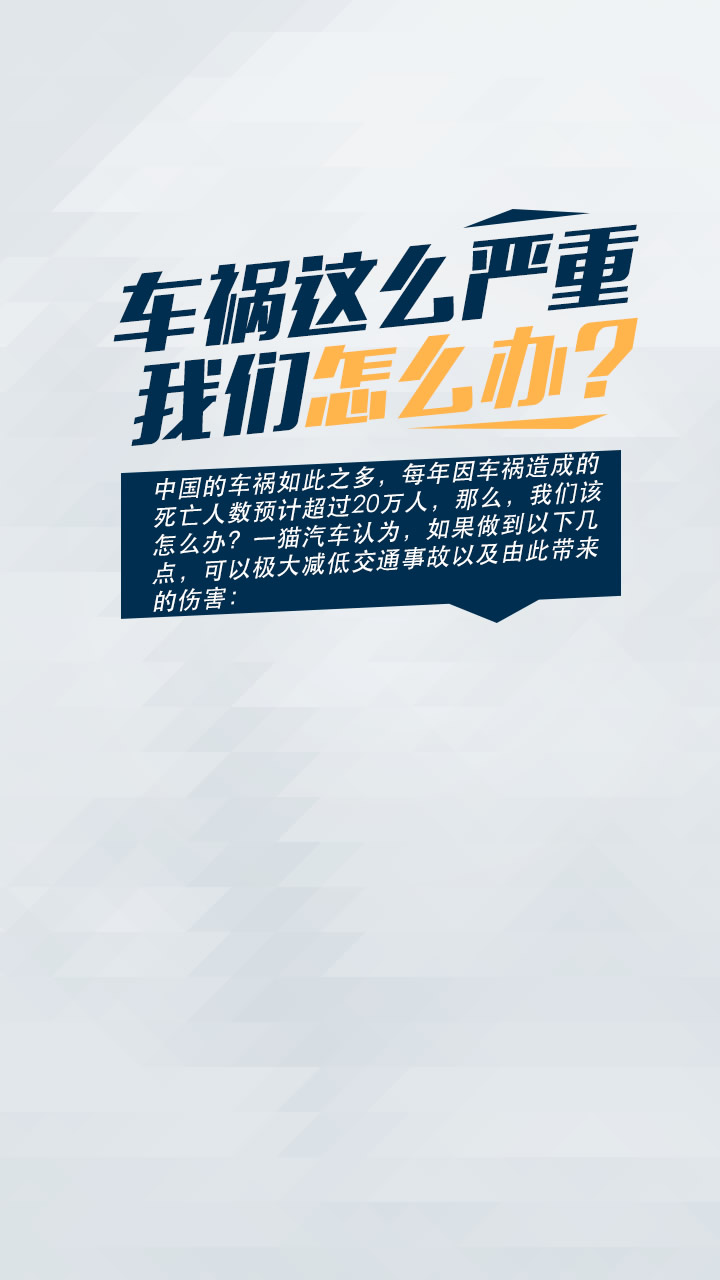 车祸这么严重
我们怎么办?
中国的车祸如此之多，每年因车祸造成的
死亡人数预计超过20万人，那么，我们该
怎么办？一猫汽车认为，如果做到以下几
点，可以极大减低交通事故以及由此带来
的伤害：